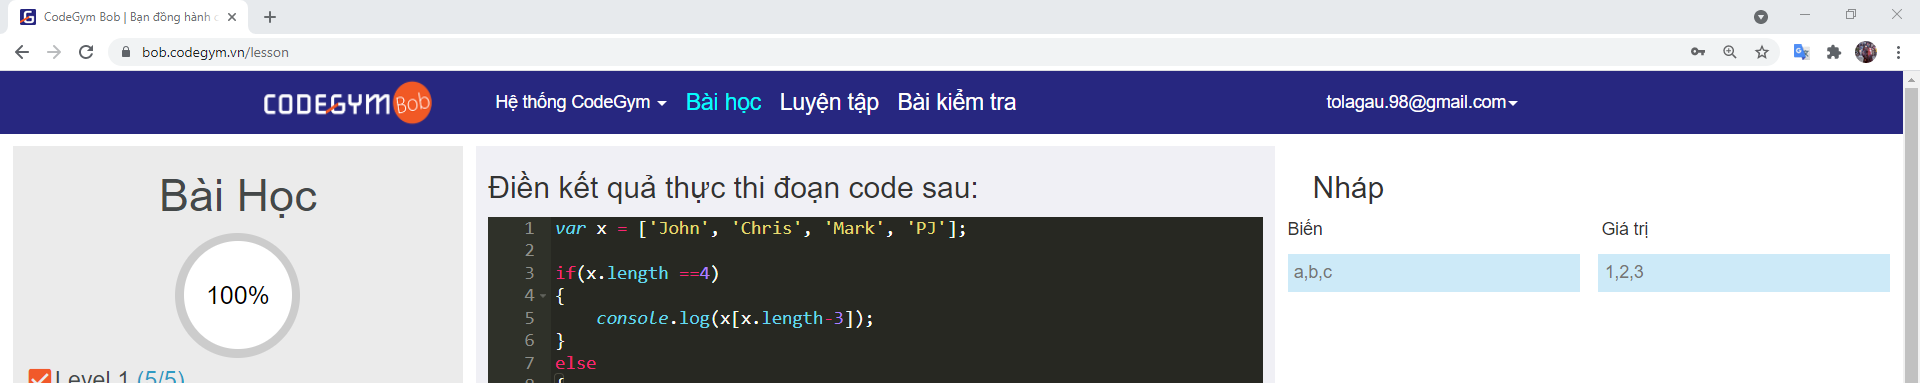 CodeGym Bob | Bạn đồng hành c
bob.codegym.vn/lesson
CODEGYM Bob
Hệ thống CodeGym
Bài học
Luyện tập
Bài kiểm tra
tolagau.98@gmail.com
Bài Học
100%
Level 1 (5/5)
Điền kết quả thực thi đoạn code sau:
1 var x = ['John', 'Chris', 'Mark', 'PJ'];
2
3 if(x.length ==4)
4 {
5 console.log(x[x.length-3]);
6 }
7 else
8 {
Nháp
Biến Giá trị
a,b,c 1,2,3